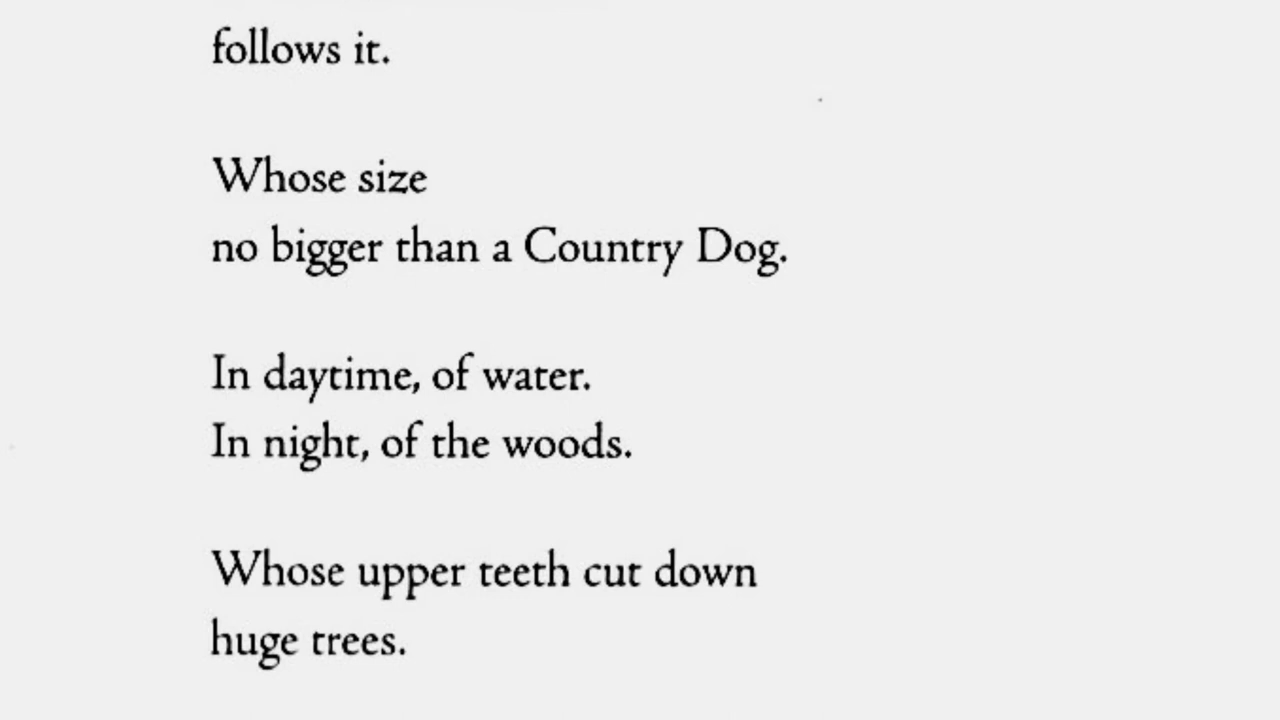 follows it.
Whose size
no bigger than a Country Dog.
In daytime, of water.
In night, of the woods.
Whose upper teeth cut down
huge trees.